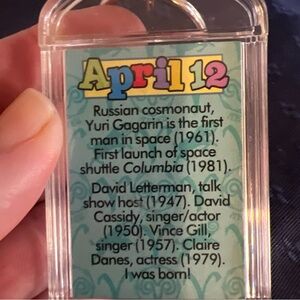 April 12
Russian cosmonaut,
Yuri Gagarin is the first
man in space (1961).
First launch of space
shuttle Columbia (1981).
David Letterman, talk
show host (1947). David
Cassidy, singer/actor
(1950). Vince Gill,
singer (1957). Claire
Danes, actress (1979).
I was born!